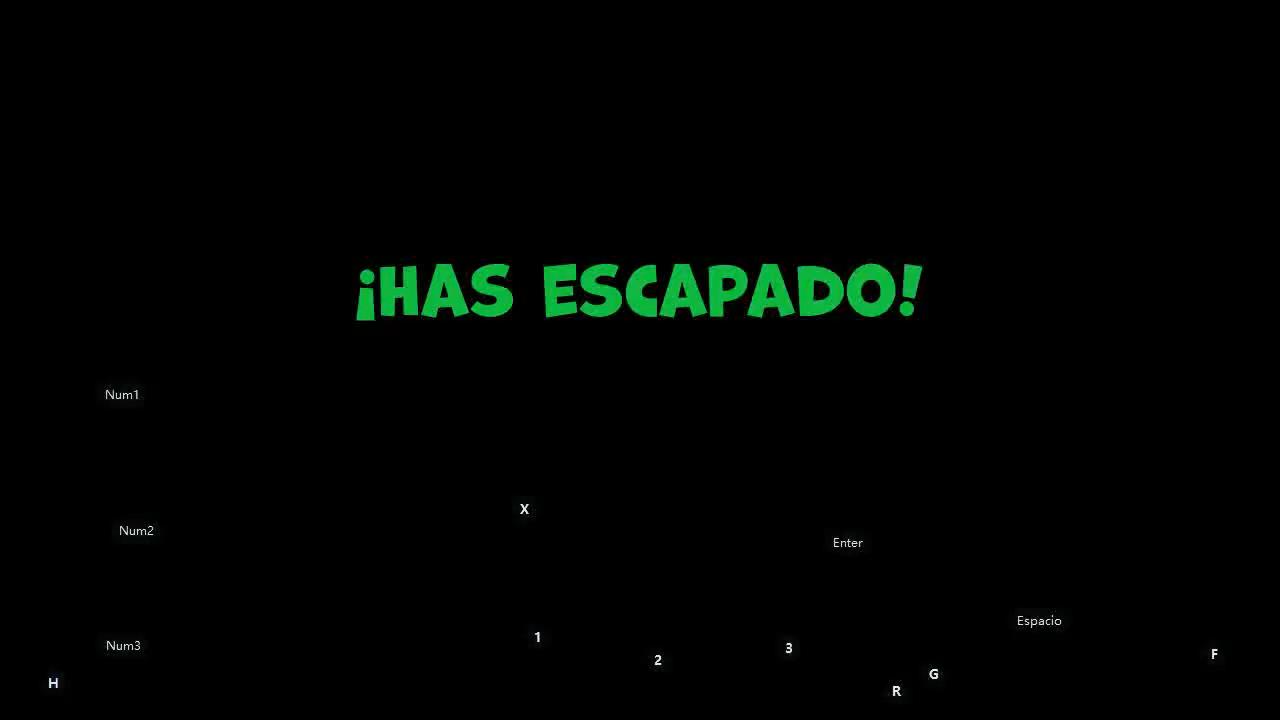 ¡HAS ESCAPADO!
Num1
X
Num2
Enter
Espacio
1
Num3
3
F
2
G
H
R